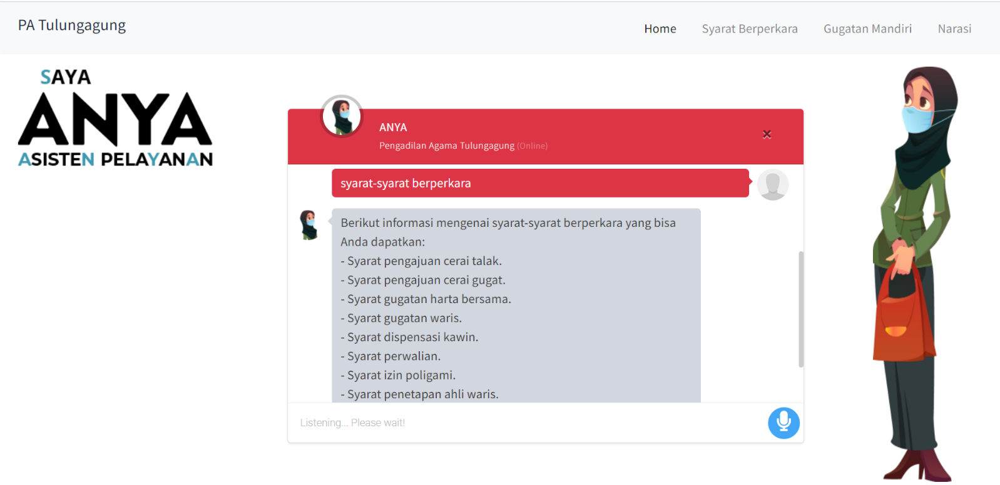 PA Tulungagung
Home
Syarat Berperkara
Gugatan Mandiri
Narasi
SAYA
ANYA
ASISTEN PELAYANAN
ANYA
Pengadilan Agama Tulungagung (Online)
×
syarat-syarat berperkara
Berikut informasi mengenai syarat-syarat berperkara yang bisa
Anda dapatkan:
- Syarat pengajuan cerai talak.
- Syarat pengajuan cerai gugat.
- Syarat gugatan harta bersama.
- Syarat gugatan waris.
- Syarat dispensasi kawin.
- Syarat perwalian.
- Syarat izin poligami.
- Syarat penetapan ahli waris.
Listening... Please wait!